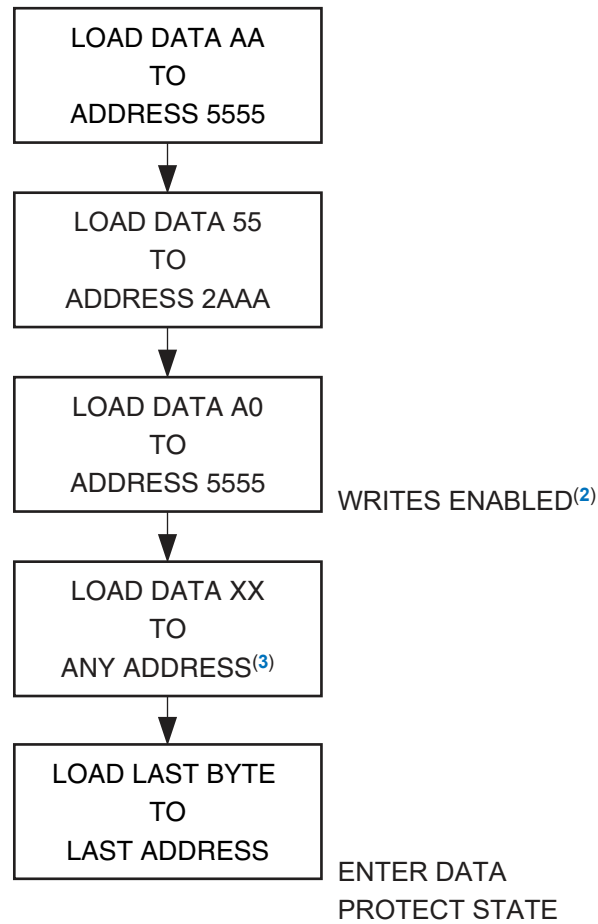 LOAD DATA AA
TO
ADDRESS 5555
LOAD DATA 55
TO
ADDRESS 2AAA
LOAD DATA A0
TO
ADDRESS 5555
WRITES ENABLED(2)
LOAD DATA XX
TO
ANY ADDRESS(3)
LOAD LAST BYTE
TO
LAST ADDRESS
ENTER DATA
PROTECT STATE